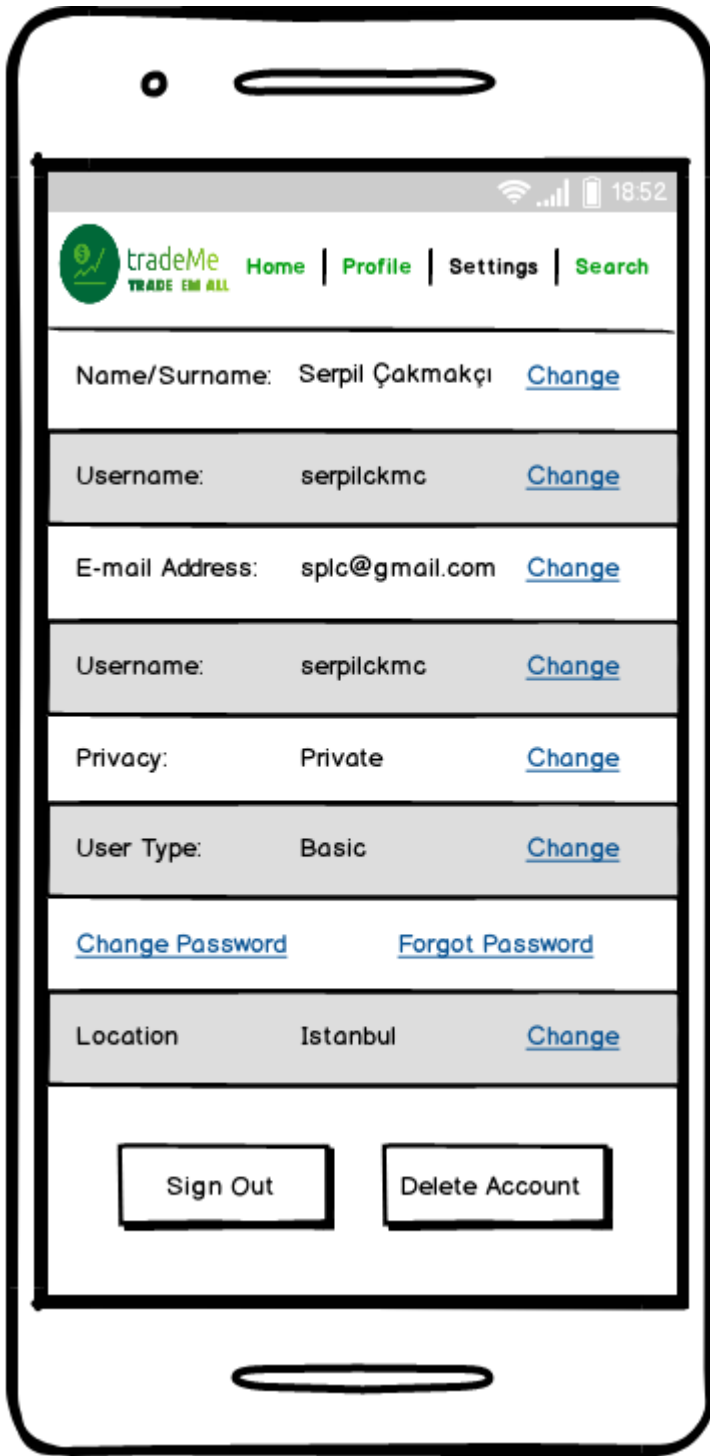 18:52
tradeMe
TRADE EM ALL
Home | Profile | Settings | Search
Name/Surname: Serpil Çakmakçı Change
Username: serpilckmc Change
E-mail Address: splc@gmail.com Change
Username: serpilckmc Change
Privacy: Private Change
User Type: Basic Change
Change Password Forgot Password
Location Istanbul Change
Sign Out Delete Account